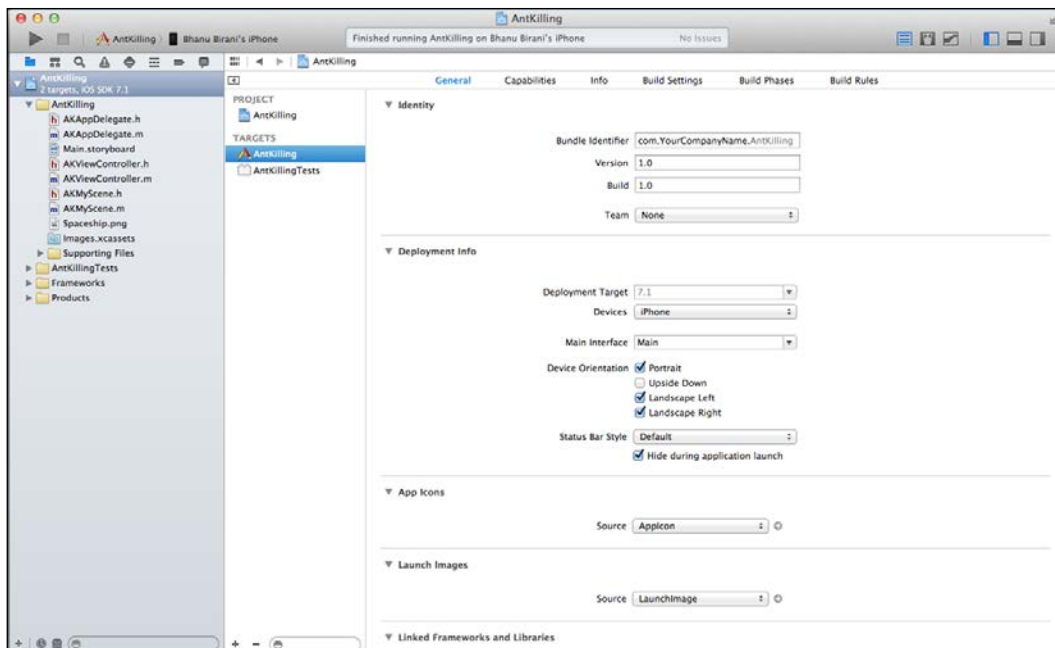 AntKilling
AntKilling
Bhanu Birani's iPhone
Finished running AntKilling on Bhanu Birani's iPhone
No Issues
AntKilling
AntKilling
2 targets, iOS SDK 7.1
AntKilling
AKAppDelegate.h
AKAppDelegate.m
Main.storyboard
AKViewController.h
AKViewController.m
AKMyScene.h
AKMyScene.m
Spaceship.png
Images.xcassets
Supporting Files
AntKillingTests
Frameworks
Products
PROJECT
AntKilling
TARGETS
AntKilling
AntKillingTests
General Capabilities Info Build Settings Build Phases Build Rules
Identity
Bundle Identifier com.YourCompanyName.AntKilling
Version 1.0
Build 1.0
Team None
Deployment Info
Deployment Target 7.1
Devices iPhone
Main Interface Main
Device Orientation Portrait
Upside Down
Landscape Left
Landscape Right
Status Bar Style Default
Hide during application launch
App Icons
Source AppIcon
Launch Images
Source LaunchImage
Linked Frameworks and Libraries